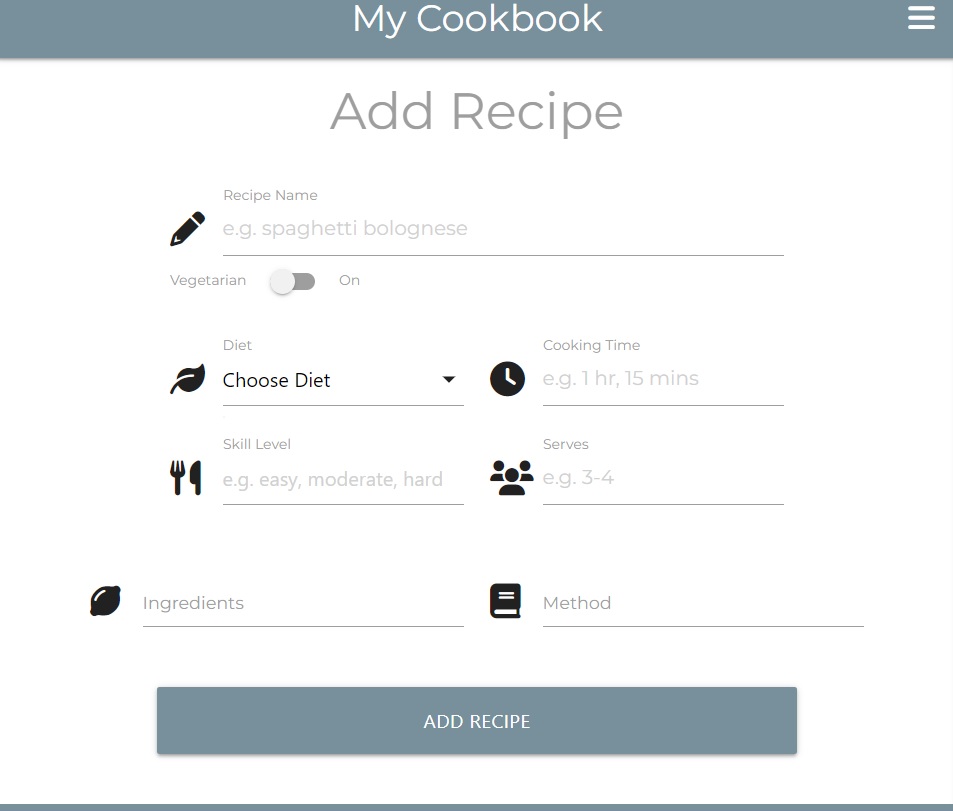 My Cookbook
Add Recipe
Recipe Name
e.g. spaghetti bolognese
Vegetarian On
Diet
Choose Diet
Cooking Time
e.g. 1 hr, 15 mins
Skill Level
e.g. easy, moderate, hard
Serves
e.g. 3-4
Ingredients
Method
ADD RECIPE